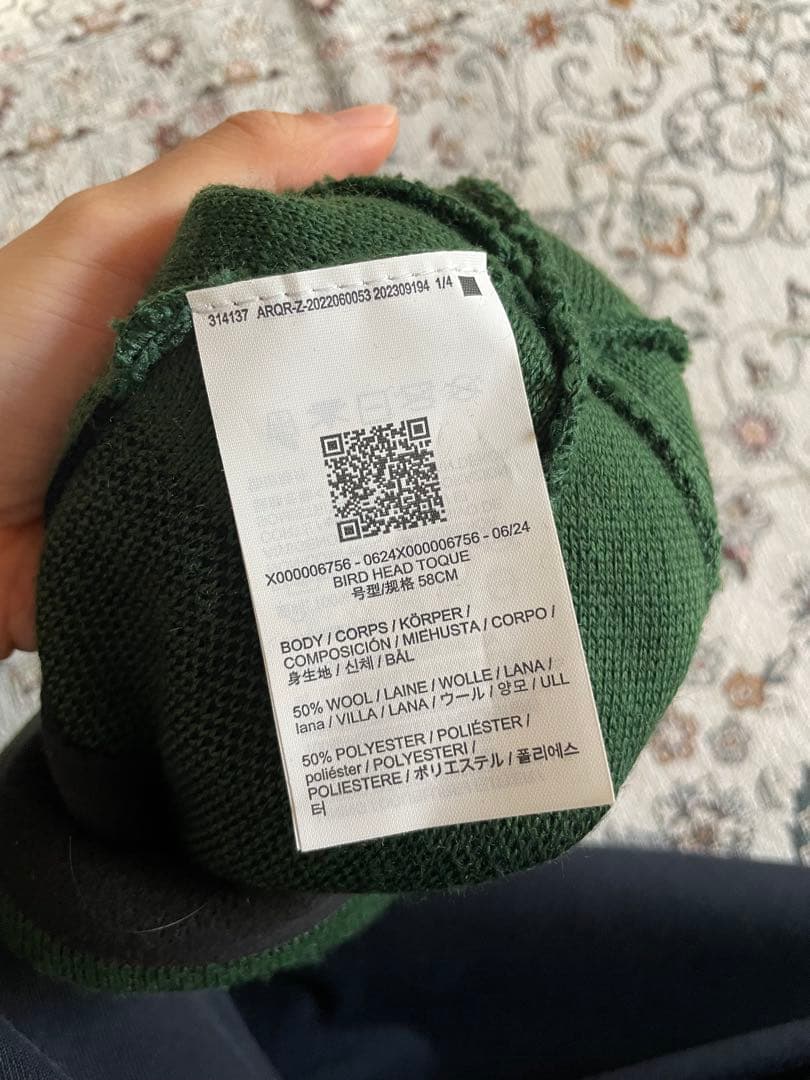 314137 ARQR-Z-2022060053 202309194 1/4
X000006756 - 0624X000006756 - 06/24
BIRD HEAD TOQUE
号型/规格 58CM
BODY / CORPS / KÖRPER /
COMPOSICIÓN / MIEHUSTA / CORPO /
身生地 / 신체 / BÅL
50% WOOL / LAINE / WOLLE / LANA /
lana / VILLA / LANA / ウール / 양모 / ULL
50% POLYESTER / POLIÉSTER /
poliéster / POLYESTERI /
POLIESTERE / ポリエステル / 폴리에스
터